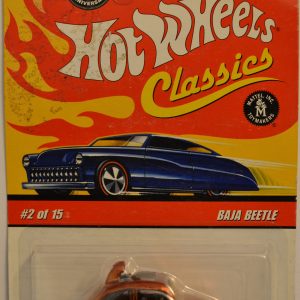 HOT WHEELS
Classics
MATTEL, INC.
M
TOYMAKERS
#2 of 15
BAJA BEETLE